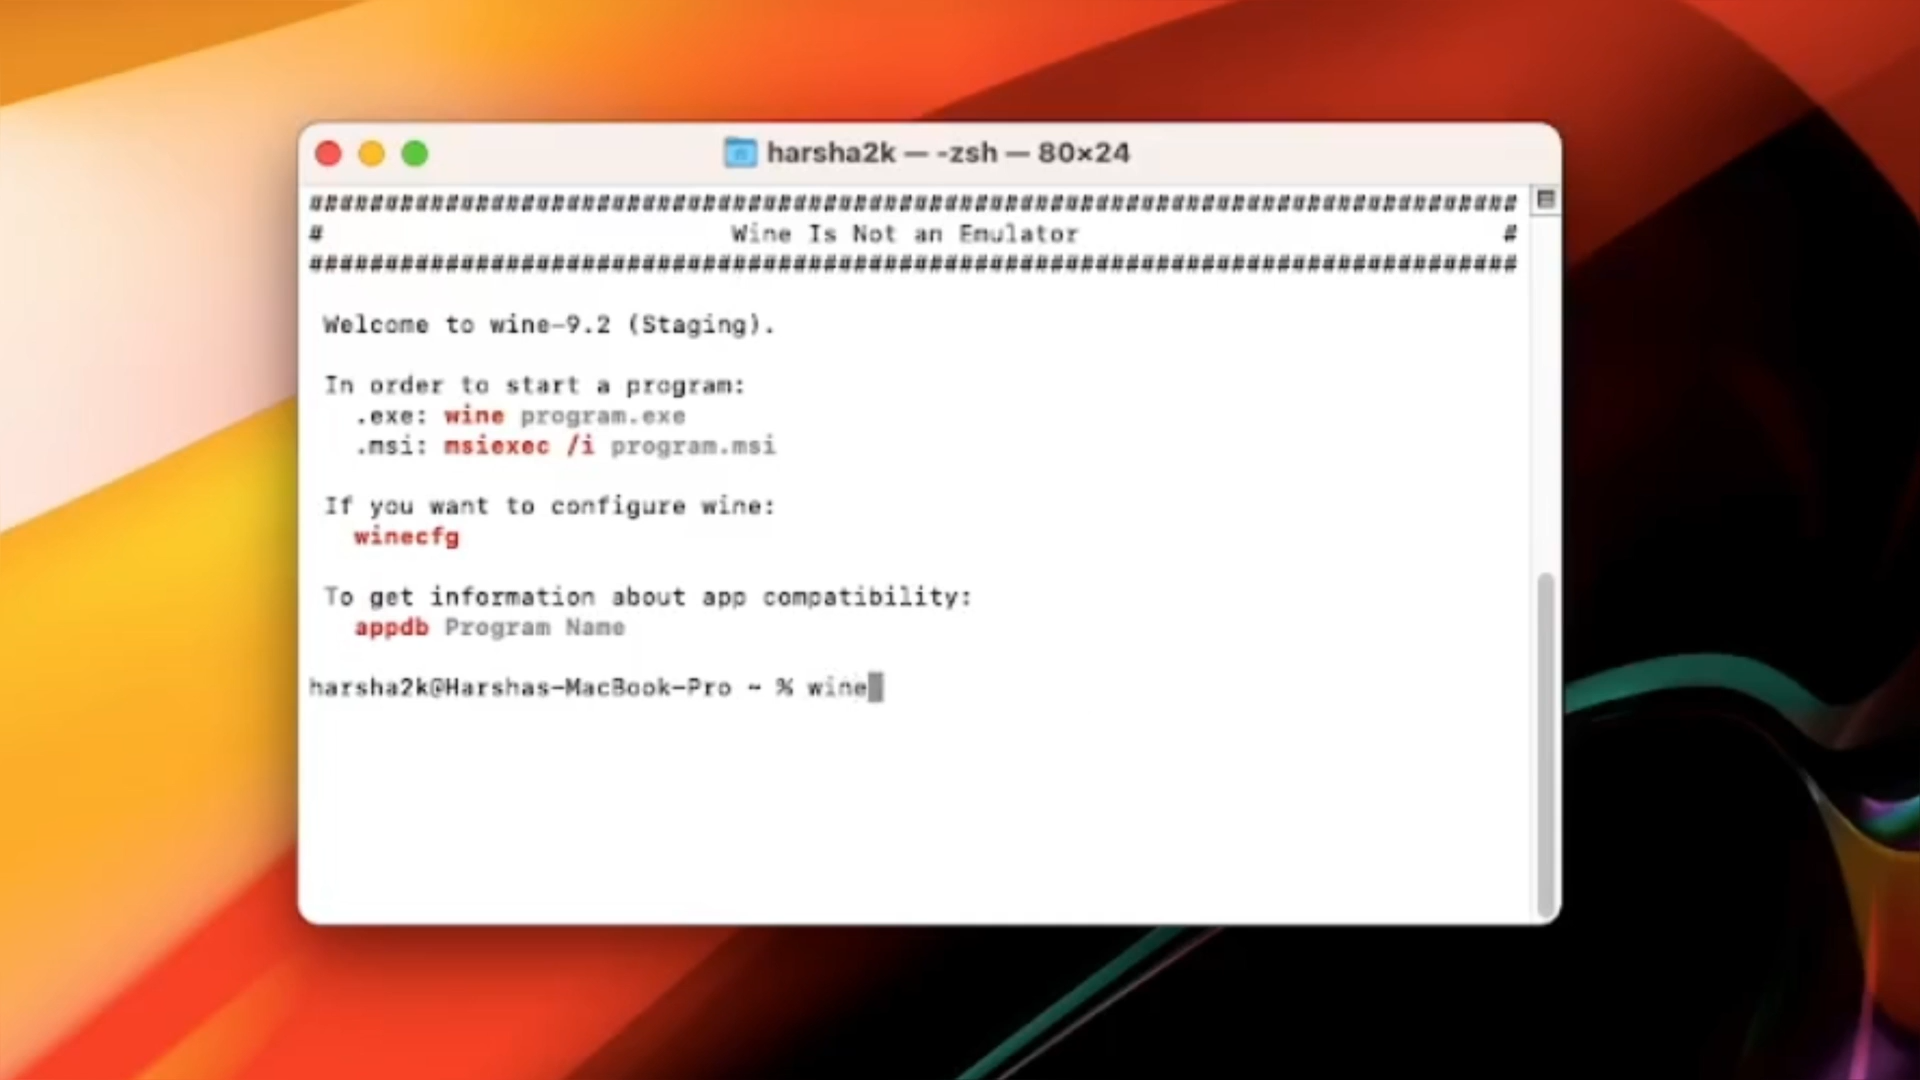 harsha2k — -zsh — 80×24
################################################################################
# Wine Is Not an Emulator #
################################################################################
Welcome to wine-9.2 (Staging).
In order to start a program:
.exe: wine program.exe
.msi: msiexec /i program.msi
If you want to configure wine:
winecfg
To get information about app compatibility:
appdb Program Name
harsha2k@Harshas-MacBook-Pro ~ % wine